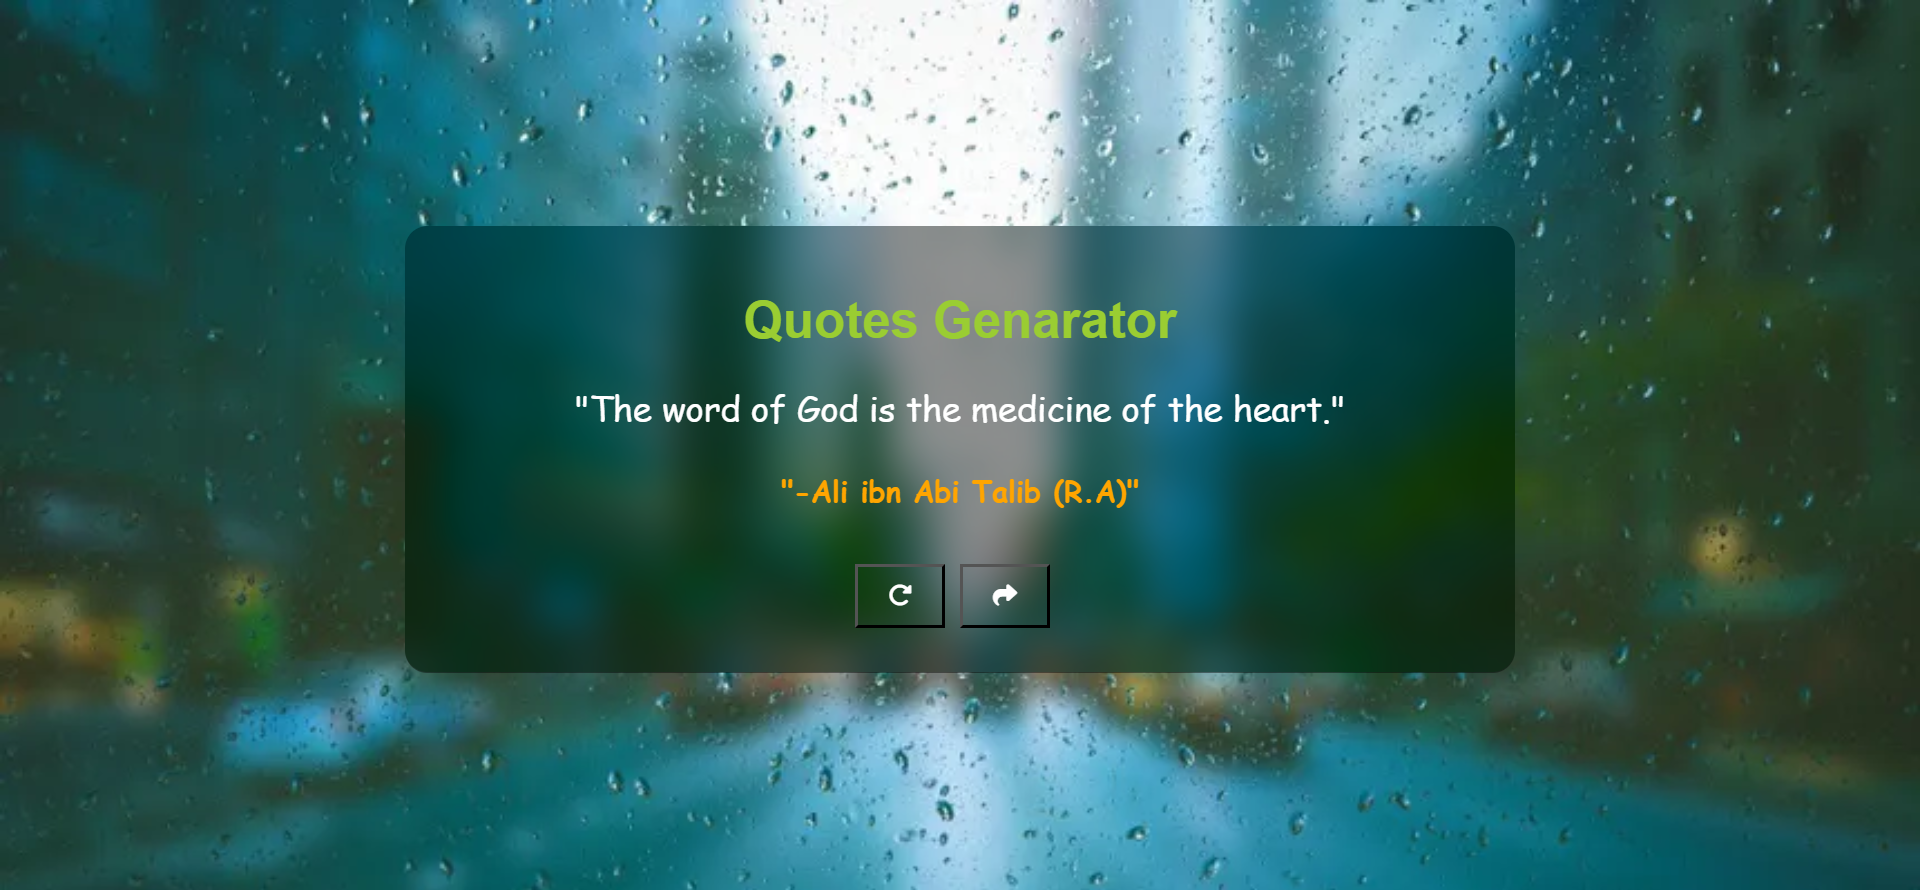 Quotes Genarator
"The word of God is the medicine of the heart."
"-Ali ibn Abi Talib (R.A)"